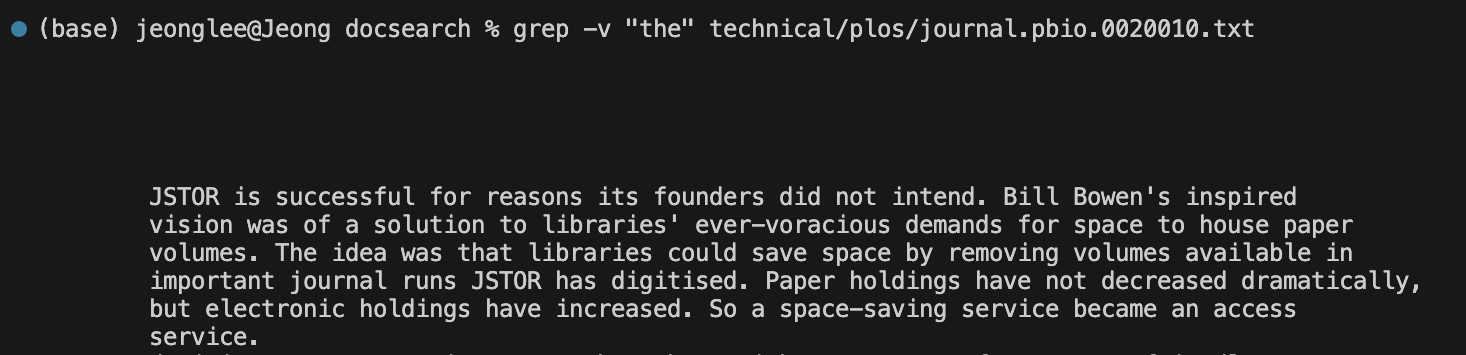 (base) jeonglee@Jeong docsearch % grep -v "the" technical/plos/journal.pbio.0020010.txt
JSTOR is successful for reasons its founders did not intend. Bill Bowen's inspired
vision was of a solution to libraries' ever-voracious demands for space to house paper
volumes. The idea was that libraries could save space by removing volumes available in
important journal runs JSTOR has digitised. Paper holdings have not decreased dramatically,
but electronic holdings have increased. So a space-saving service became an access
service.